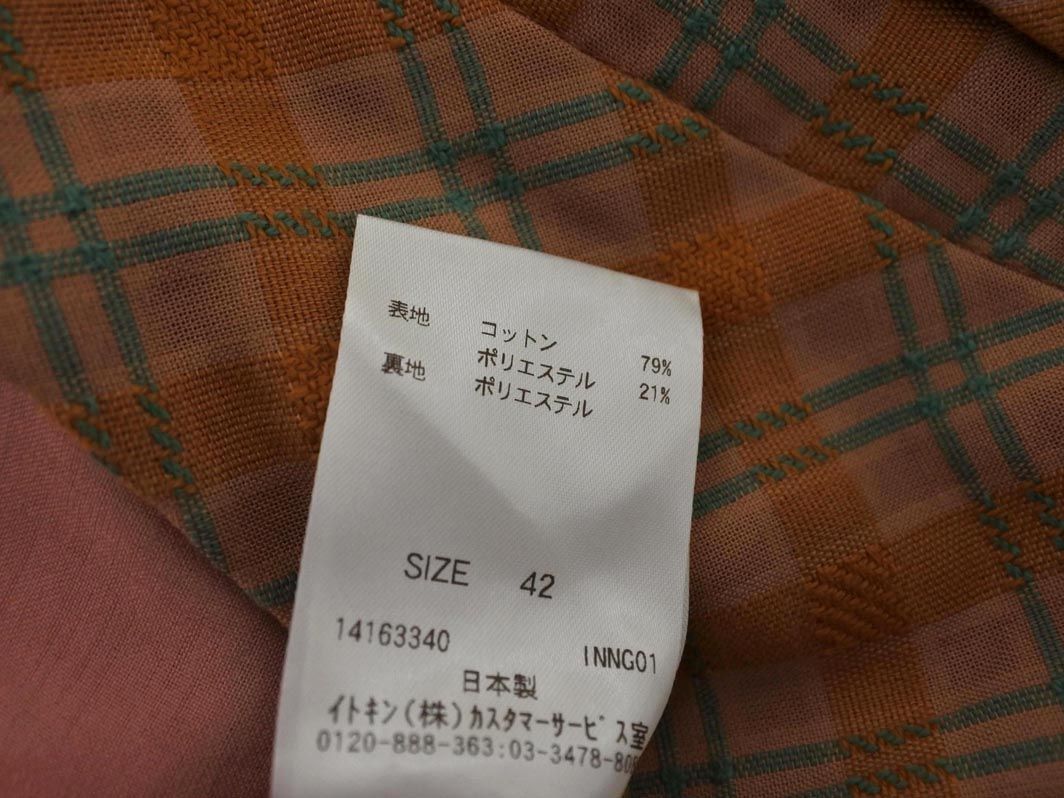 表地 コットン 79%
ポリエステル 21%
裏地 ポリエステル
SIZE 42
14163340 INNG01
日本製
イトキン(株)カスタマーサービス室
0120-888-363:03-3478-80